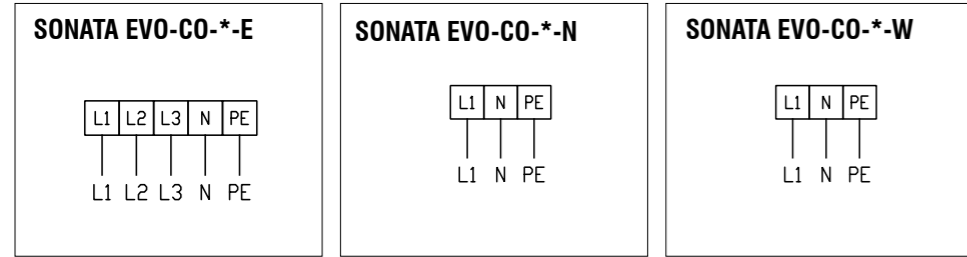 SONATA EVO-CO-*-E
L1 L2 L3 N PE
L1 L2 L3 N PE
SONATA EVO-CO-*-N
L1 N PE
L1 N PE
SONATA EVO-CO-*-W
L1 N PE
L1 N PE